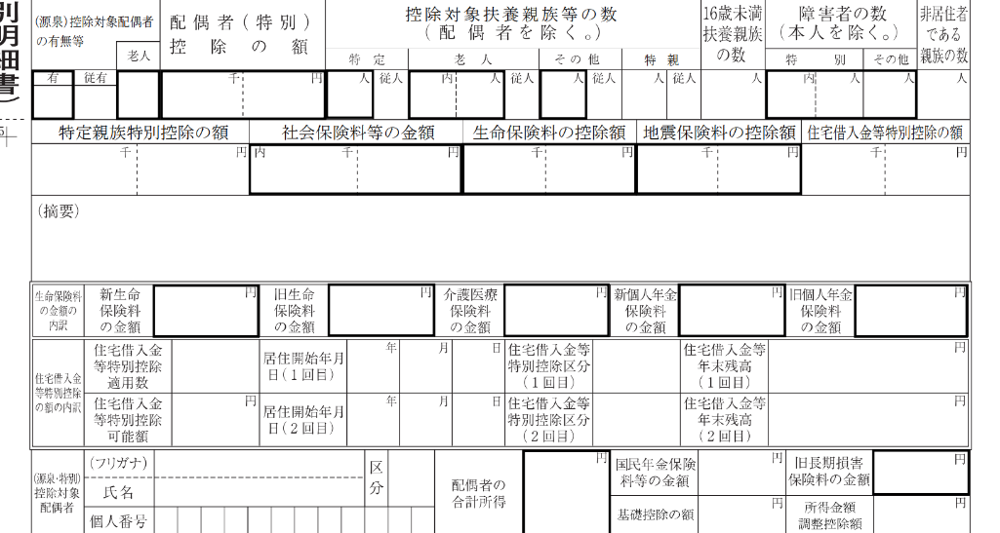 別明細書)
(源泉)控除対象配偶者
の有無等
老人
配偶者(特別)
控除の額
控除対象扶養親族等の数
(配偶者を除く。)
特定
老人
その他
特親
16歳未満
扶養親族
の数
障害者の数
(本人を除く。)
特別
その他
非居住者
である
親族の数
有 従有 千 円 人 従人 内 人 従人 人 従人 人 従人 人 内 人 人 人
特定親族特別控除の額 社会保険料等の金額 生命保険料の控除額 地震保険料の控除額 住宅借入金等特別控除の額
千 円 内 千 円 千 円 千 円 千 円
(摘要)
生命保険料
の金額の
内訳
新生命
保険料
の金額
円
旧生命
保険料
の金額
円
介護医療
保険料
の金額
円
新個人年金
保険料
の金額
円
旧個人年金
保険料
の金額
円
住宅借入金
等特別控除
の額の内訳
住宅借入金
等特別控除
適用数
居住開始年月
日(1回目)
年 月 日
住宅借入金等
特別控除区分
(1回目)
住宅借入金等
年末残高
(1回目)
円
住宅借入金
等特別控除
可能額
円
居住開始年月
日(2回目)
年 月 日
住宅借入金等
特別控除区分
(2回目)
住宅借入金等
年末残高
(2回目)
円
(源泉・特別)
控除対象
配偶者
(フリガナ)
氏名
区
分
個人番号
配偶者の
合計所得
円
国民年金保険
料等の金額
円
旧長期損害
保険料の金額
円
基礎控除の額
円
所得金額
調整控除額
円